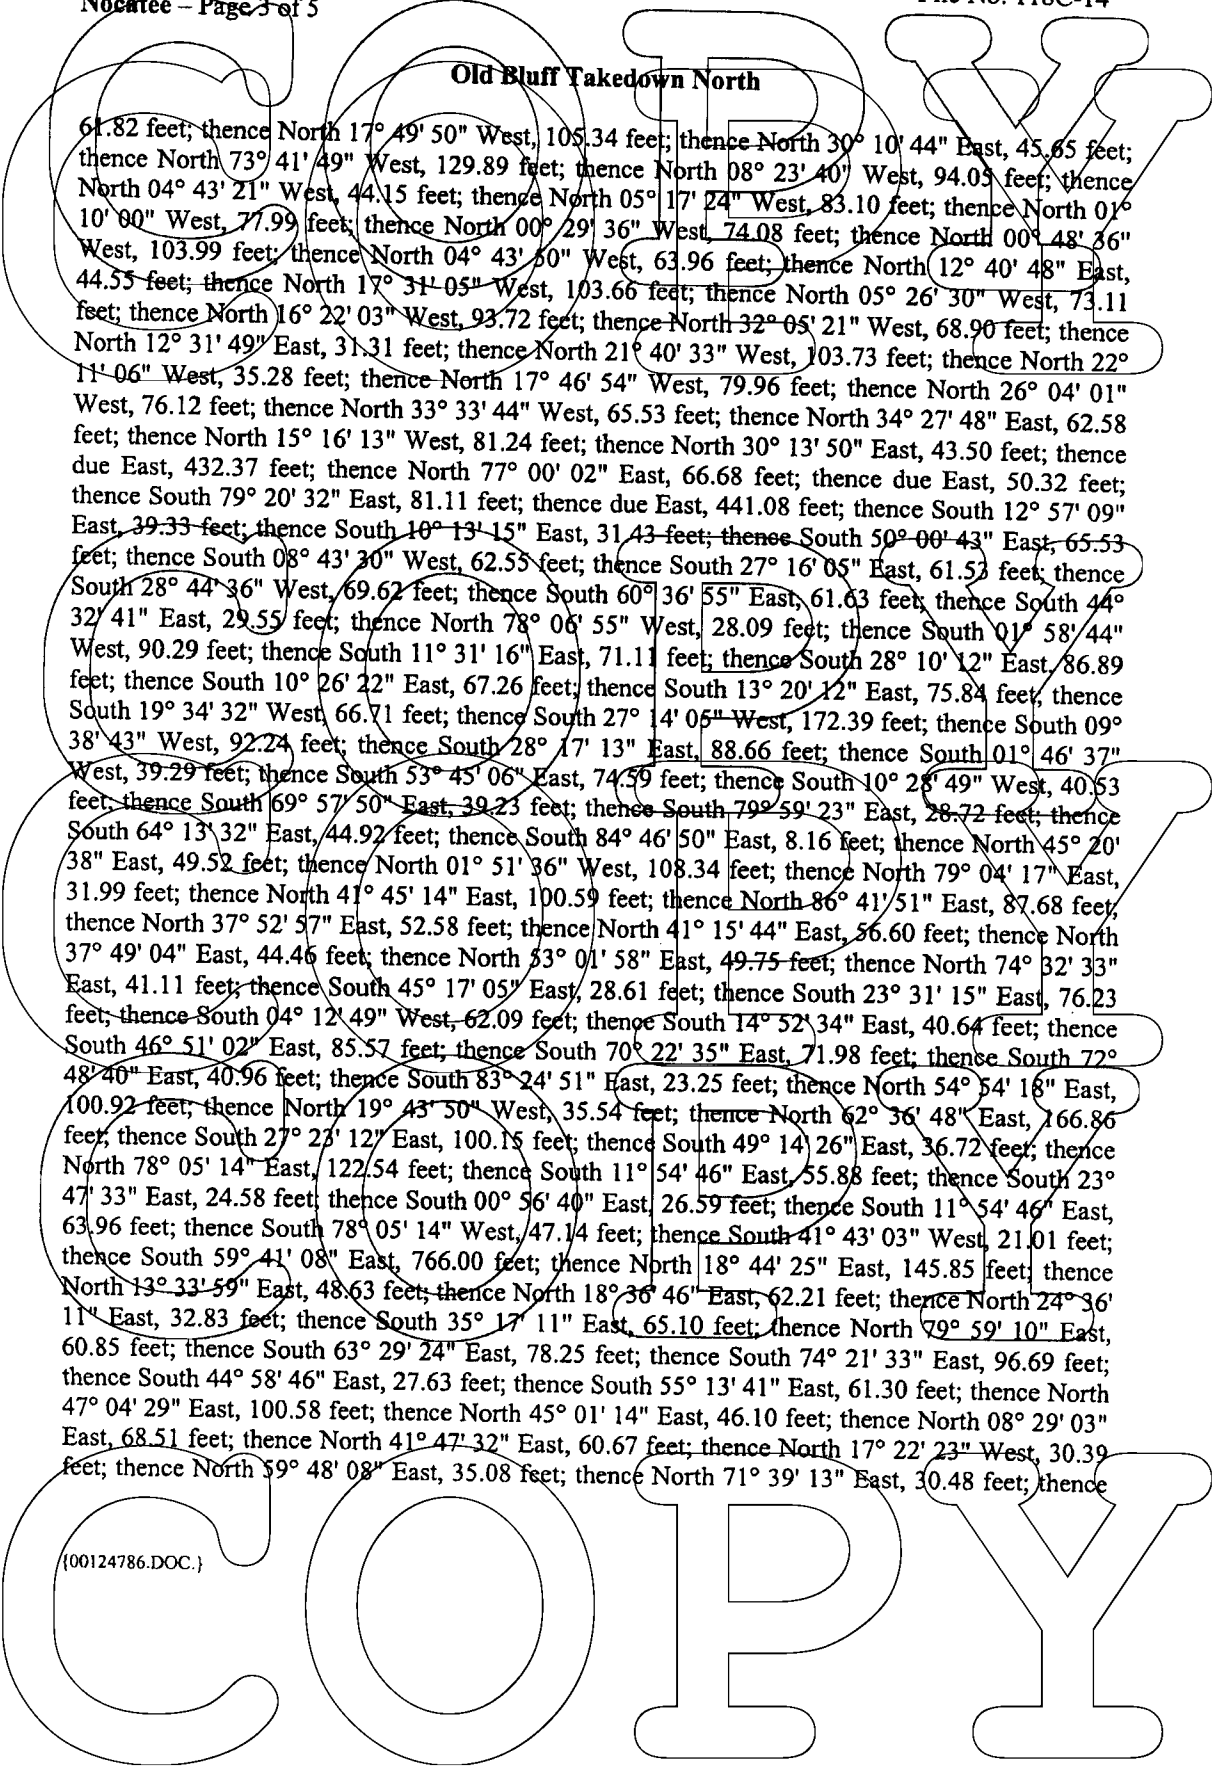 Nocatee – Page 3 of 5
File No. 118C-14
Old Bluff Takedown North
61.82 feet; thence North 17° 49' 50" West, 105.34 feet; thence North 30° 10' 44" East, 45.65 feet;
thence North 73° 41' 49" West, 129.89 feet; thence North 08° 23' 40" West, 94.05 feet; thence
North 04° 43' 21" West, 44.15 feet; thence North 05° 17' 24" West, 83.10 feet; thence North 01°
10' 00" West, 77.99 feet; thence North 00° 29' 36" West, 74.08 feet; thence North 00° 48' 36"
West, 103.99 feet; thence North 04° 43' 50" West, 63.96 feet; thence North 12° 40' 48" East,
44.55 feet; thence North 17° 31' 05" West, 103.66 feet; thence North 05° 26' 30" West, 73.11
feet; thence North 16° 22' 03" West, 93.72 feet; thence North 32° 05' 21" West, 68.90 feet; thence
North 12° 31' 49" East, 31.31 feet; thence North 21° 40' 33" West, 103.73 feet; thence North 22°
11' 06" West, 35.28 feet; thence North 17° 46' 54" West, 79.96 feet; thence North 26° 04' 01"
West, 76.12 feet; thence North 33° 33' 44" West, 65.53 feet; thence North 34° 27' 48" East, 62.58
feet; thence North 15° 16' 13" West, 81.24 feet; thence North 30° 13' 50" East, 43.50 feet; thence
due East, 432.37 feet; thence North 77° 00' 02" East, 66.68 feet; thence due East, 50.32 feet;
thence South 79° 20' 32" East, 81.11 feet; thence due East, 441.08 feet; thence South 12° 57' 09"
East, 39.33 feet; thence South 10° 13' 15" East, 31.43 feet; thence South 50° 00' 43" East, 65.53
feet; thence South 08° 43' 30" West, 62.55 feet; thence South 27° 16' 05" East, 61.53 feet; thence
South 28° 44' 36" West, 69.62 feet; thence South 60° 36' 55" East, 61.63 feet; thence South 44°
32' 41" East, 29.55 feet; thence North 78° 06' 55" West, 28.09 feet; thence South 01° 58' 44"
West, 90.29 feet; thence South 11° 31' 16" East, 71.11 feet; thence South 28° 10' 12" East, 86.89
feet; thence South 10° 26' 22" East, 67.26 feet; thence South 13° 20' 12" East, 75.84 feet; thence
South 19° 34' 32" West, 66.71 feet; thence South 27° 14' 05" West, 172.39 feet; thence South 09°
38' 43" West, 92.24 feet; thence South 28° 17' 13" East, 88.66 feet; thence South 01° 46' 37"
West, 39.29 feet; thence South 53° 45' 06" East, 74.59 feet; thence South 10° 28' 49" West, 40.53
feet; thence South 69° 57' 50" East, 39.23 feet; thence South 79° 59' 23" East, 28.72 feet; thence
South 64° 13' 32" East, 44.92 feet; thence South 84° 46' 50" East, 8.16 feet; thence North 45° 20'
38" East, 49.52 feet; thence North 01° 51' 36" West, 108.34 feet; thence North 79° 04' 17" East,
31.99 feet; thence North 41° 45' 14" East, 100.59 feet; thence North 86° 41' 51" East, 87.68 feet;
thence North 37° 52' 57" East, 52.58 feet; thence North 41° 15' 44" East, 56.60 feet; thence North
37° 49' 04" East, 44.46 feet; thence North 53° 01' 58" East, 49.75 feet; thence North 74° 32' 33"
East, 41.11 feet; thence South 45° 17' 05" East, 28.61 feet; thence South 23° 31' 15" East, 76.23
feet; thence South 04° 12' 49" West, 62.09 feet; thence South 14° 52' 34" East, 40.64 feet; thence
South 46° 51' 02" East, 85.57 feet; thence South 70° 22' 35" East, 71.98 feet; thence South 72°
48' 40" East, 40.96 feet; thence South 83° 24' 51" East, 23.25 feet; thence North 54° 54' 18" East,
100.92 feet; thence North 19° 43' 50" West, 35.54 feet; thence North 62° 36' 48" East, 166.86
feet; thence South 27° 23' 12" East, 100.15 feet; thence South 49° 14' 26" East, 36.72 feet; thence
North 78° 05' 14" East, 122.54 feet; thence South 11° 54' 46" East, 55.88 feet; thence South 23°
47' 33" East, 24.58 feet; thence South 00° 56' 40" East, 26.59 feet; thence South 11° 54' 46" East,
63.96 feet; thence South 78° 05' 14" West, 47.14 feet; thence South 41° 43' 03" West, 21.01 feet;
thence South 59° 41' 08" East, 766.00 feet; thence North 18° 44' 25" East, 145.85 feet; thence
North 13° 33' 59" East, 48.63 feet; thence North 18° 36' 46" East, 62.21 feet; thence North 24° 36'
11" East, 32.83 feet; thence South 35° 17' 11" East, 65.10 feet; thence North 79° 59' 10" East,
60.85 feet; thence South 63° 29' 24" East, 78.25 feet; thence South 74° 21' 33" East, 96.69 feet;
thence South 44° 58' 46" East, 27.63 feet; thence South 55° 13' 41" East, 61.30 feet; thence North
47° 04' 29" East, 100.58 feet; thence North 45° 01' 14" East, 46.10 feet; thence North 08° 29' 03"
East, 68.51 feet; thence North 41° 47' 32" East, 60.67 feet; thence North 17° 22' 23" West, 30.39
feet; thence North 59° 48' 08" East, 35.08 feet; thence North 71° 39' 13" East, 30.48 feet; thence
{00124786.DOC.}
COPY
COPY
COPY
COPY
COPY
COPY